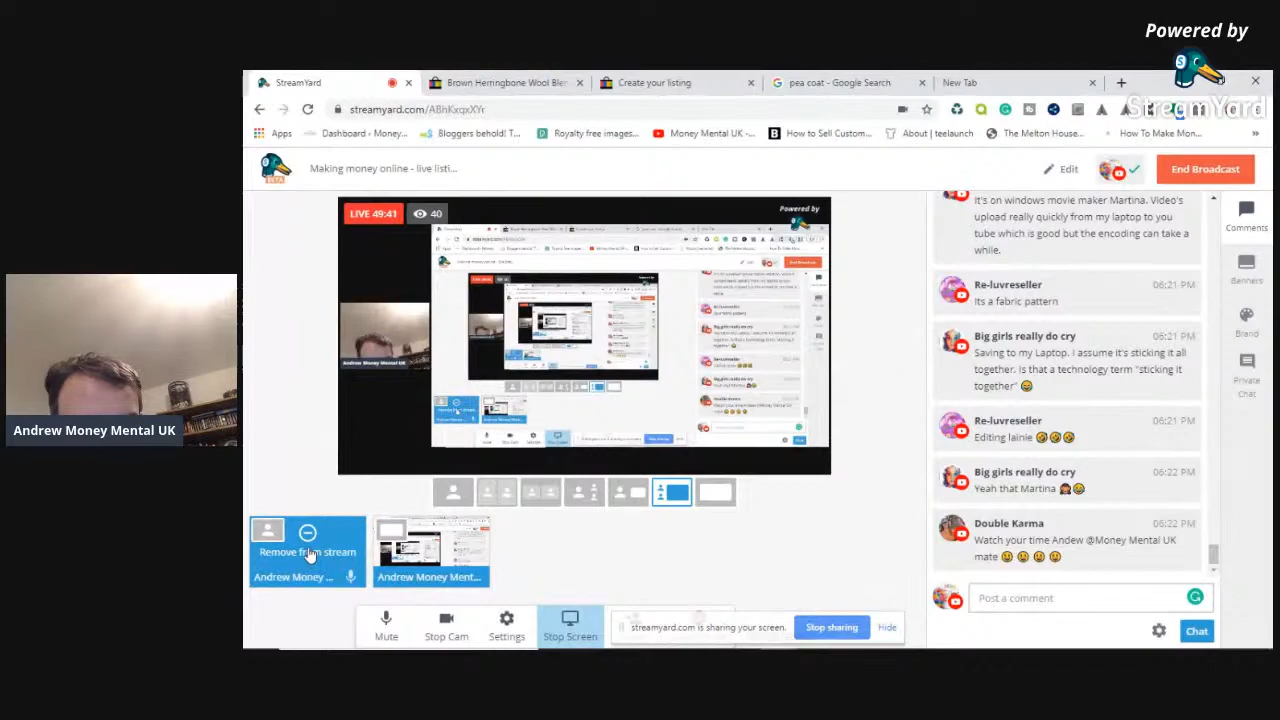 Powered by
StreamYard
StreamYard
Brown Herringbone Wool Ble
Create your listing
pea coat - Google Search
New Tab
streamyard.com/ABhKxqxXYr
Apps
Dashboard - Money...
Bloggers behold! T...
Royalty free images...
Money Mental UK -...
How to Sell Custom...
About | teelaunch
The Melton House...
How To Make Mon...
BETA
Making money online - live listi...
Edit
End Broadcast
LIVE 49:41
40
Powered by
it's on windows movie maker Martina. Video's
upload really quickly from my laptop to you
tube which is good but the encoding can take a
while.
Re-luvreseller 06:21 PM
Its a fabric pattern
Big girls really do cry 06:21 PM
Saving to my Laptop. I assume it's sticking it all
together. Is that a technology term "sticking it
together" 😄
Re-luvreseller 06:21 PM
Editing lainie 🤣🤣🤣
Big girls really do cry 06:22 PM
Yeah that Martina 🤷😄
Double Karma 06:22 PM
Watch your time Andew @Money Mental UK
mate 😉 😉 😉 😉
Comments
Banners
Brand
Private
Chat
Andrew Money Mental UK
Andrew Money Mental UK
Remove from stream
Andrew Money ...
Andrew Money Ment...
Post a comment
Chat
Mute
Stop Cam
Settings
Stop Screen
streamyard.com is sharing your screen.
Stop sharing
Hide